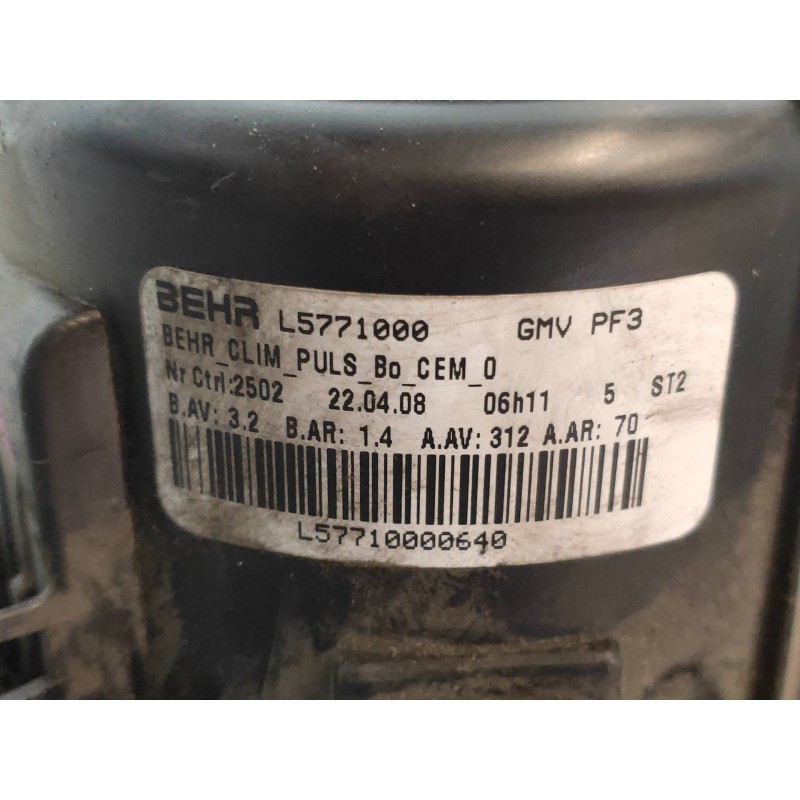 BEHR L5771000 GMV PF3
BEHR_CLIM_PULS_Bo_CEM_0
Nr Ctrl:2502 22.04.08 06h11 5 ST2
B.AV: 3.2 B.AR: 1.4 A.AV: 312 A.AR: 70
L57710000640